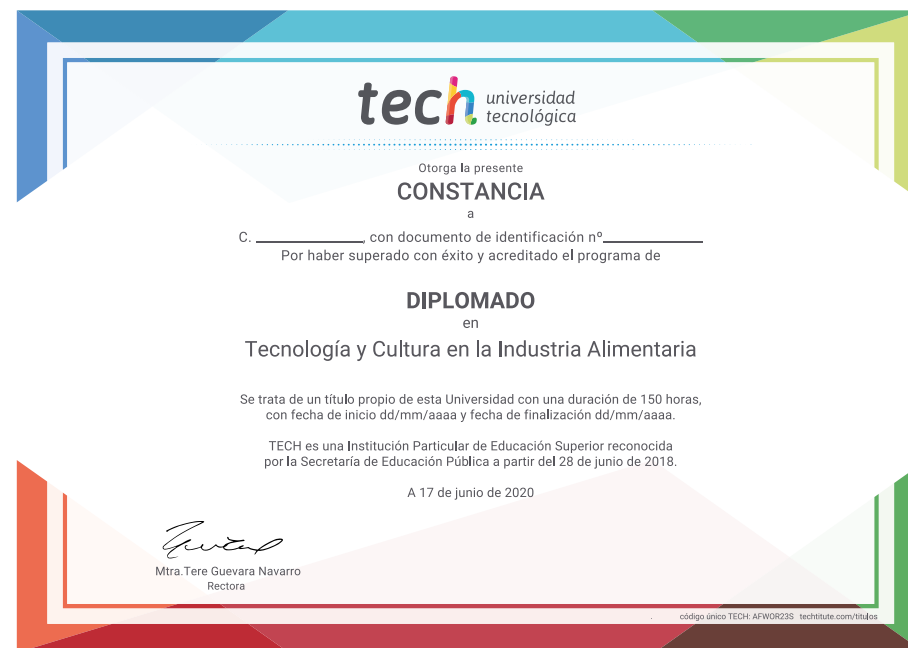 tech universidad
tecnológica
Otorga la presente
CONSTANCIA
a
C. ____________, con documento de identificación nº____________
Por haber superado con éxito y acreditado el programa de
DIPLOMADO
en
Tecnología y Cultura en la Industria Alimentaria
Se trata de un título propio de esta Universidad con una duración de 150 horas,
con fecha de inicio dd/mm/aaaa y fecha de finalización dd/mm/aaaa.
TECH es una Institución Particular de Educación Superior reconocida
por la Secretaría de Educación Pública a partir del 28 de junio de 2018.
A 17 de junio de 2020
Mtra.Tere Guevara Navarro
Rectora
código único TECH: AFWOR23S techtitute.com/titulos